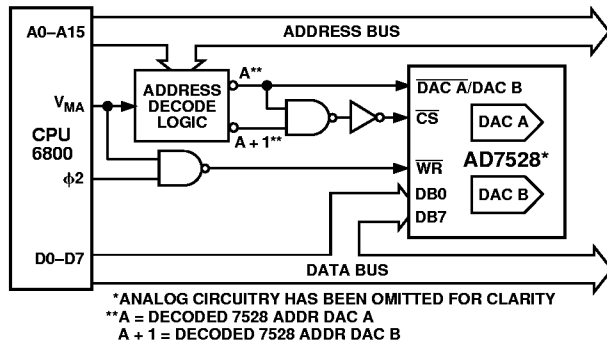 A0–A15
ADDRESS BUS
A**
ADDRESS
DECODE
LOGIC
VMA
CPU
6800
A + 1**
DAC A/DAC B
CS
DAC A
AD7528*
WR
DB0
DAC B
DB7
ϕ2
D0–D7
DATA BUS
*ANALOG CIRCUITRY HAS BEEN OMITTED FOR CLARITY
**A = DECODED 7528 ADDR DAC A
A + 1 = DECODED 7528 ADDR DAC B